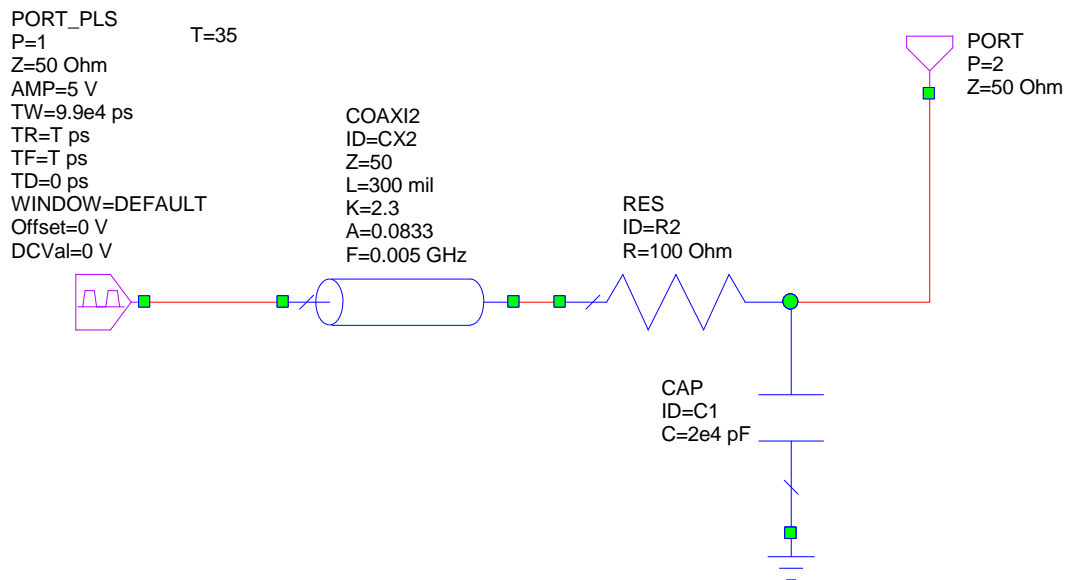 PORT_PLS
P=1
Z=50 Ohm
AMP=5 V
TW=9.9e4 ps
TR=T ps
TF=T ps
TD=0 ps
WINDOW=DEFAULT
Offset=0 V
DCVal=0 V
T=35
COAXI2
ID=CX2
Z=50
L=300 mil
K=2.3
A=0.0833
F=0.005 GHz
RES
ID=R2
R=100 Ohm
PORT
P=2
Z=50 Ohm
CAP
ID=C1
C=2e4 pF